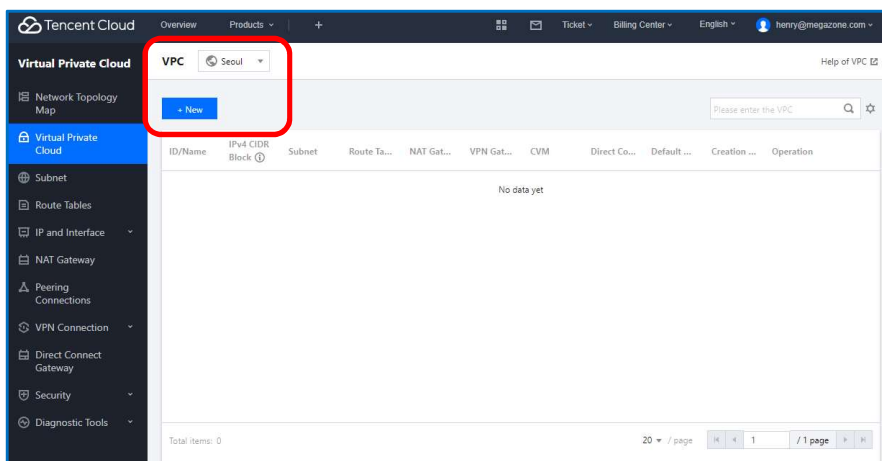 Tencent Cloud Overview Products + Ticket Billing Center English henry@megazone.com
Virtual Private Cloud
VPC Seoul Help of VPC
Network Topology
Map
+ New
Please enter the VPC
Virtual Private
Cloud
ID/Name
IPv4 CIDR
Block
Subnet
Route Ta...
NAT Gat...
VPN Gat...
CVM
Direct Co...
Default ...
Creation ...
Operation
No data yet
Subnet
Route Tables
IP and Interface
NAT Gateway
Peering
Connections
VPN Connection
Direct Connect
Gateway
Security
Diagnostic Tools
Total items: 0
20 / page
1 / 1 page